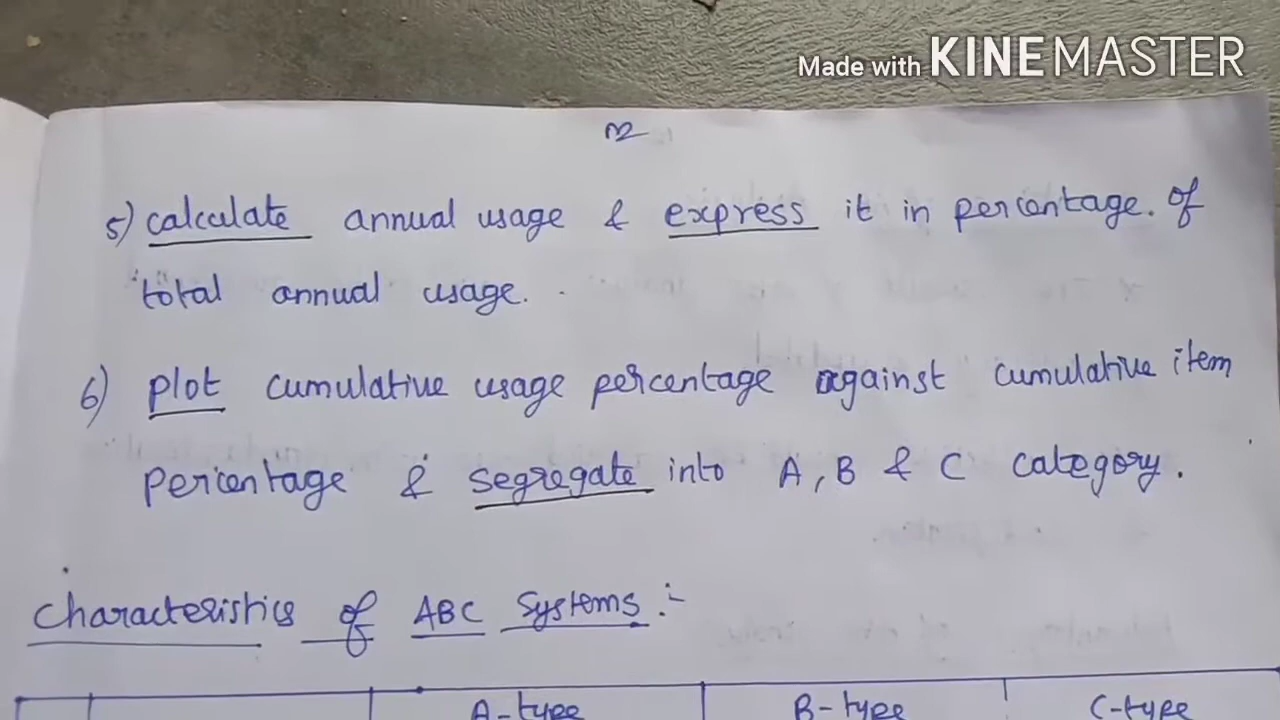 Made with KINEMASTER
5) calculate annual usage & express it in percentage. of
total annual usage.
6) plot cumulative usage percentage against cumulative item
percentage & segregate into A, B & C category.
Characteristics of ABC Systems :-
A-type B-type C-type